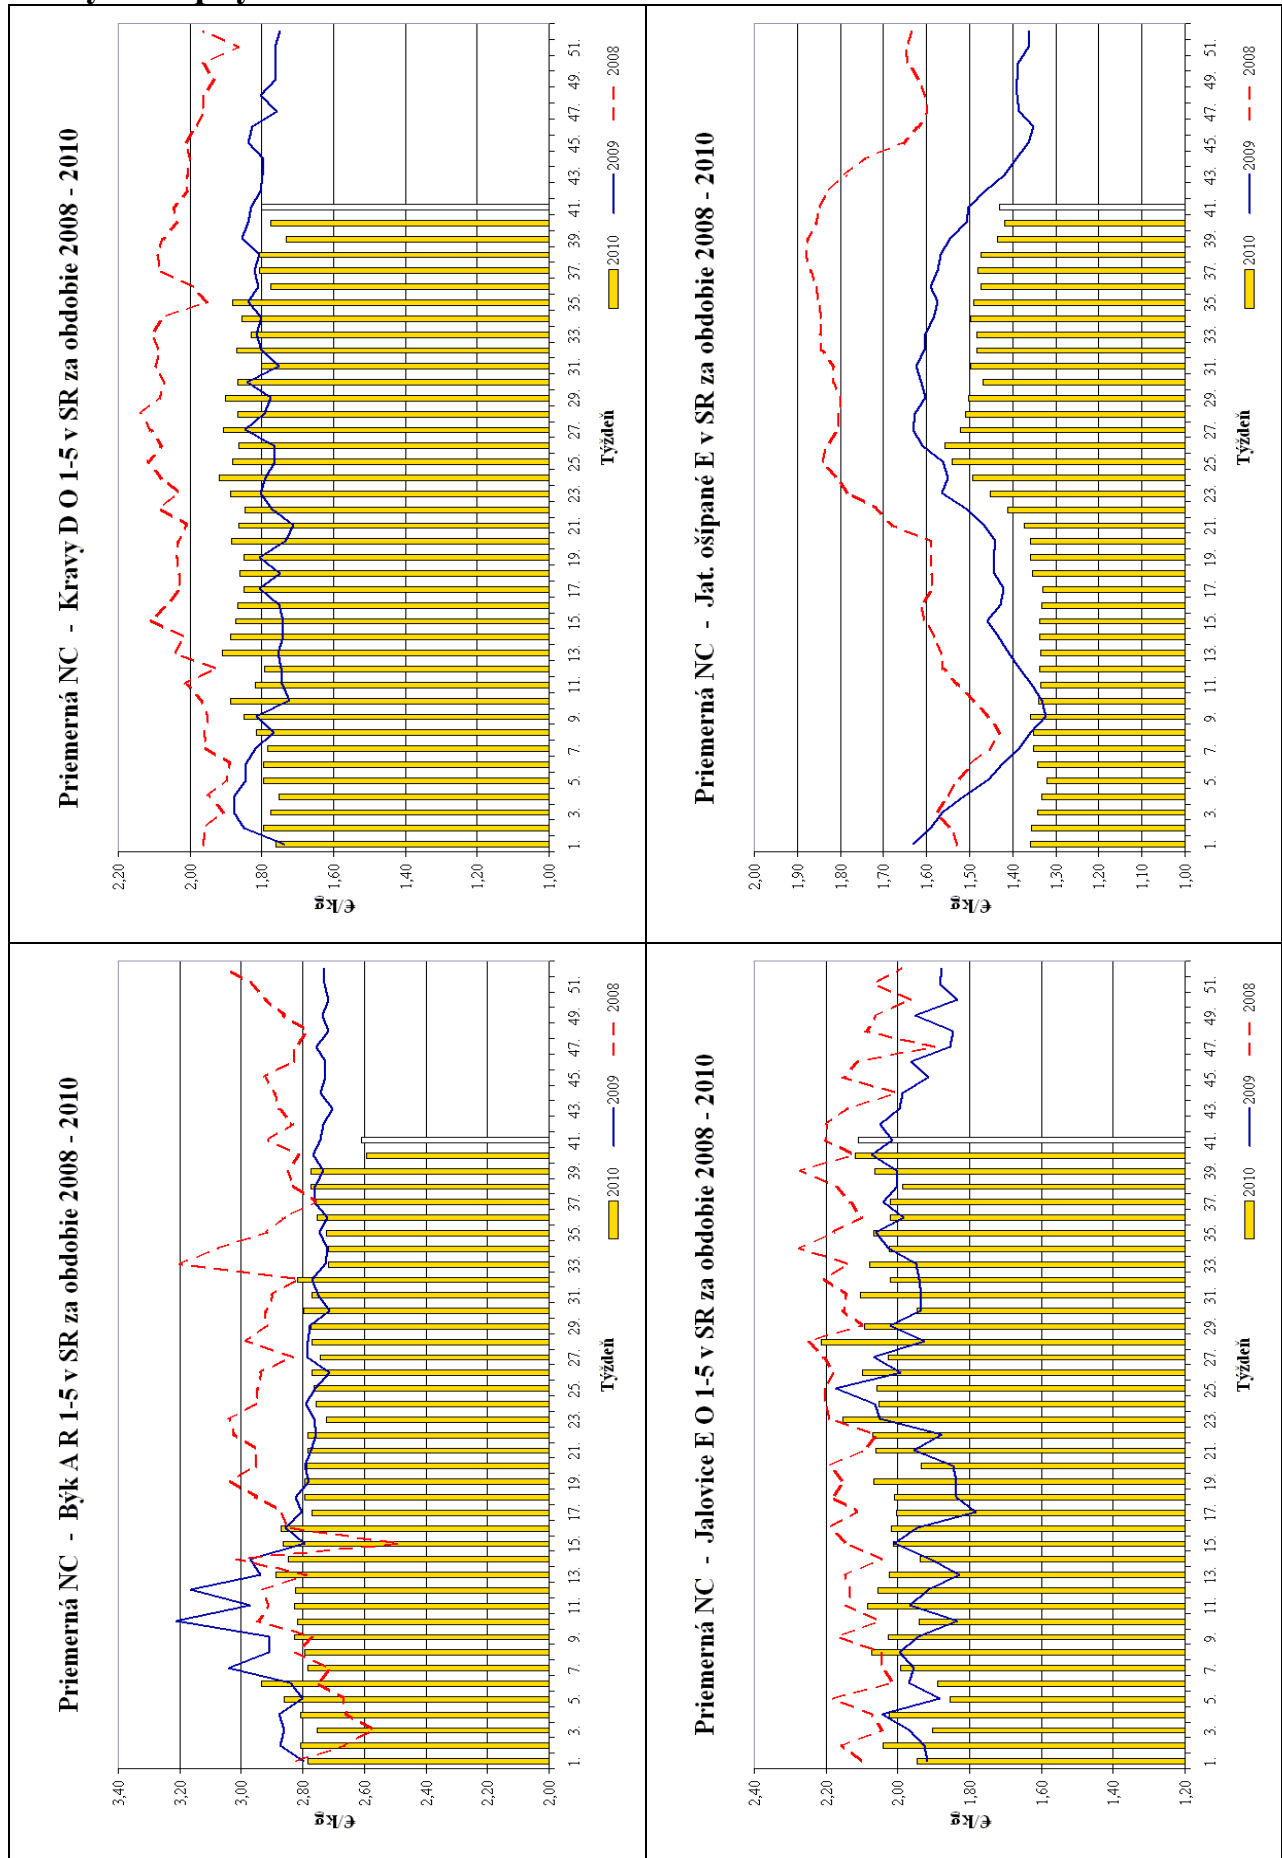 Priemerná NC - Býk A R 1-5 v SR za obdobie 2008 - 2010
3,40
3,20
3,00
2,80
2,60
2,40
2,20
2,00
€/kg
1. 3. 5. 7. 9. 11. 13. 15. 17. 19. 21. 23. 25. 27. 29. 31. 33. 35. 37. 39. 41. 43. 45. 47. 49. 51.
Týždeň
2010 2009 2008
Priemerná NC - Kravy D O 1-5 v SR za obdobie 2008 - 2010
2,20
2,00
1,80
1,60
1,40
1,20
1,00
€/kg
1. 3. 5. 7. 9. 11. 13. 15. 17. 19. 21. 23. 25. 27. 29. 31. 33. 35. 37. 39. 41. 43. 45. 47. 49. 51.
Týždeň
2010 2009 2008
Priemerná NC - Jalovice E O 1-5 v SR za obdobie 2008 - 2010
2,40
2,20
2,00
1,80
1,60
1,40
1,20
€/kg
1. 3. 5. 7. 9. 11. 13. 15. 17. 19. 21. 23. 25. 27. 29. 31. 33. 35. 37. 39. 41. 43. 45. 47. 49. 51.
Týždeň
2010 2009 2008
Priemerná NC - Jat. ošípané E v SR za obdobie 2008 - 2010
2,00
1,90
1,80
1,70
1,60
1,50
1,40
1,30
1,20
1,10
1,00
€/kg
1. 3. 5. 7. 9. 11. 13. 15. 17. 19. 21. 23. 25. 27. 29. 31. 33. 35. 37. 39. 41. 43. 45. 47. 49. 51.
Týždeň
2010 2009 2008